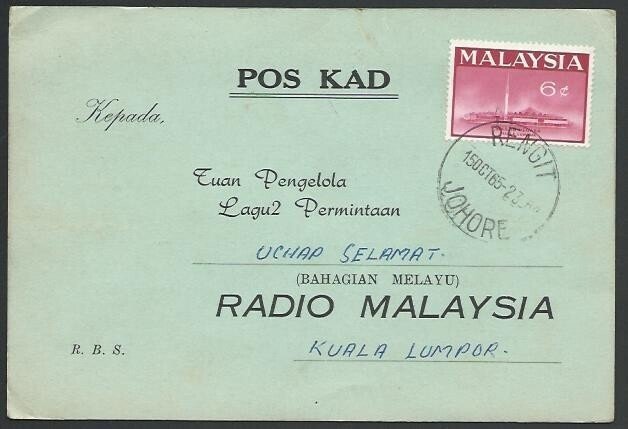 MALAYSIA
6¢
POS KAD
Kepada,
RENGIT
15OCT65-23
JOHORE
Tuan Pengelola
Lagu2 Permintaan
UCHAP SELAMAT.
(BAHAGIAN MELAYU)
RADIO MALAYSIA
R. B. S.
KUALA LUMPOR.